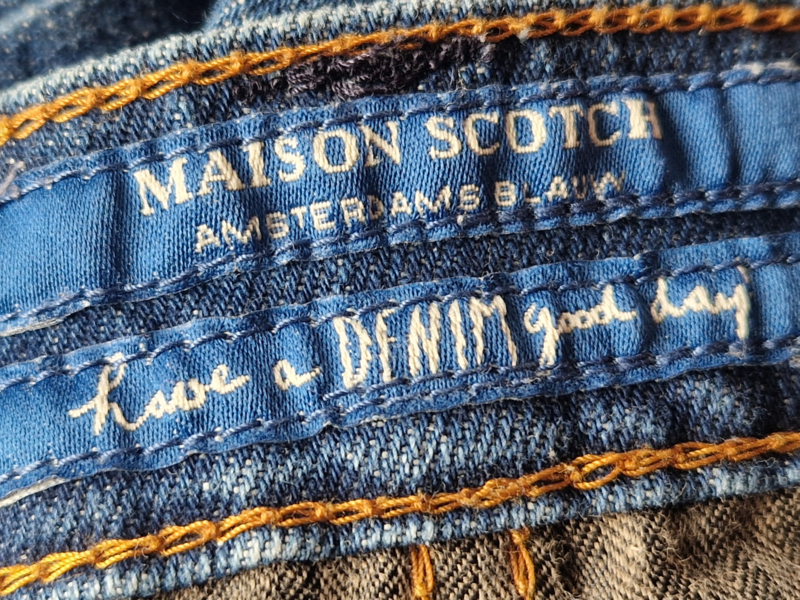 MAISON SCOTCH
AMSTERDAMS BLAUW
have a DENIM good day